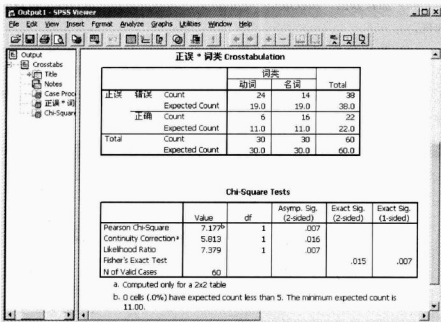 Output1 - SPSS Viewer
File Edit View Insert Format Analyze Graphs Utilities Window Help
Output
Crosstabs
Title
Notes
Case Proc
正误 * 词
Chi-Square
正误 * 词类 Crosstabulation
词类
动词 名词 Total
正误 错误 Count 24 14 38
Expected Count 19.0 19.0 38.0
正确 Count 6 16 22
Expected Count 11.0 11.0 22.0
Total Count 30 30 60
Expected Count 30.0 30.0 60.0
Chi-Square Tests
Value df Asymp. Sig. (2-sided) Exact Sig. (2-sided) Exact Sig. (1-sided)
Pearson Chi-Square 7.177b 1 .007
Continuity Correction a 5.813 1 .016
Likelihood Ratio 7.379 1 .007
Fisher's Exact Test .015 .007
N of Valid Cases 60
a. Computed only for a 2x2 table
b. 0 cells (.0%) have expected count less than 5. The minimum expected count is
11.00.